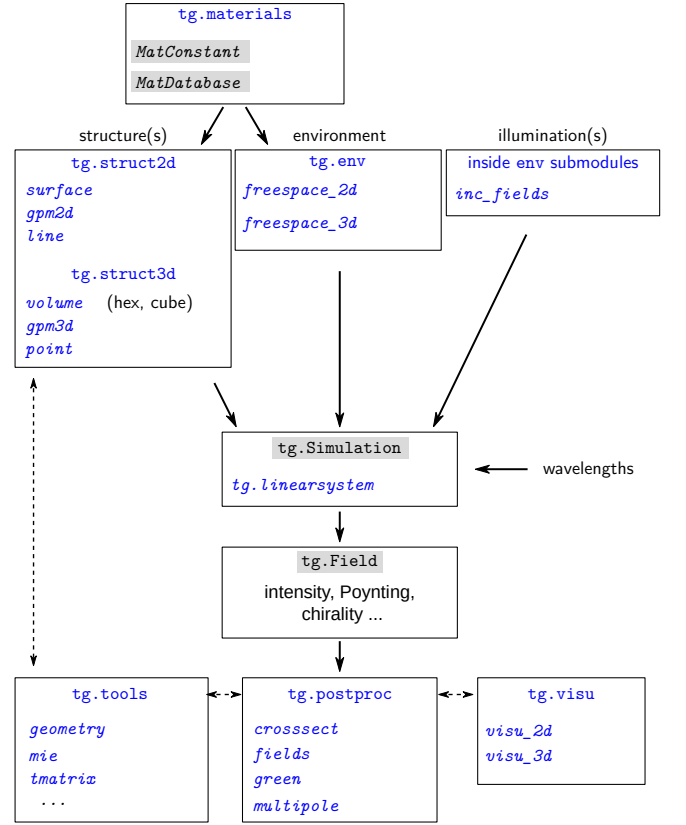 tg.materials
MatConstant
MatDatabase
structure(s)
tg.struct2d
surface
gpm2d
line
tg.struct3d
volume (hex, cube)
gpm3d
point
environment
tg.env
freespace_2d
freespace_3d
illumination(s)
inside env submodules
inc_fields
tg.Simulation
tg.linearsystem
wavelengths
tg.Field
intensity, Poynting,
chirality ...
tg.tools
geometry
mie
tmatrix
...
tg.postproc
crosssect
fields
green
multipole
tg.visu
visu_2d
visu_3d